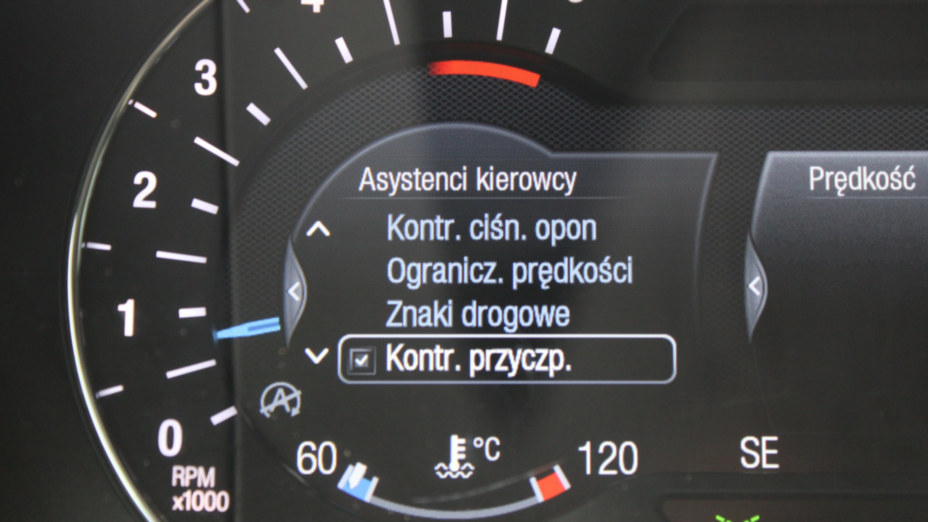 4
3
2
1
0
RPM
x1000
Asystenci kierowcy
Kontr. ciśn. opon
Ogranicz. prędkości
Znaki drogowe
Kontr. przyczp.
A
60
°C
120
Prędkość
SE